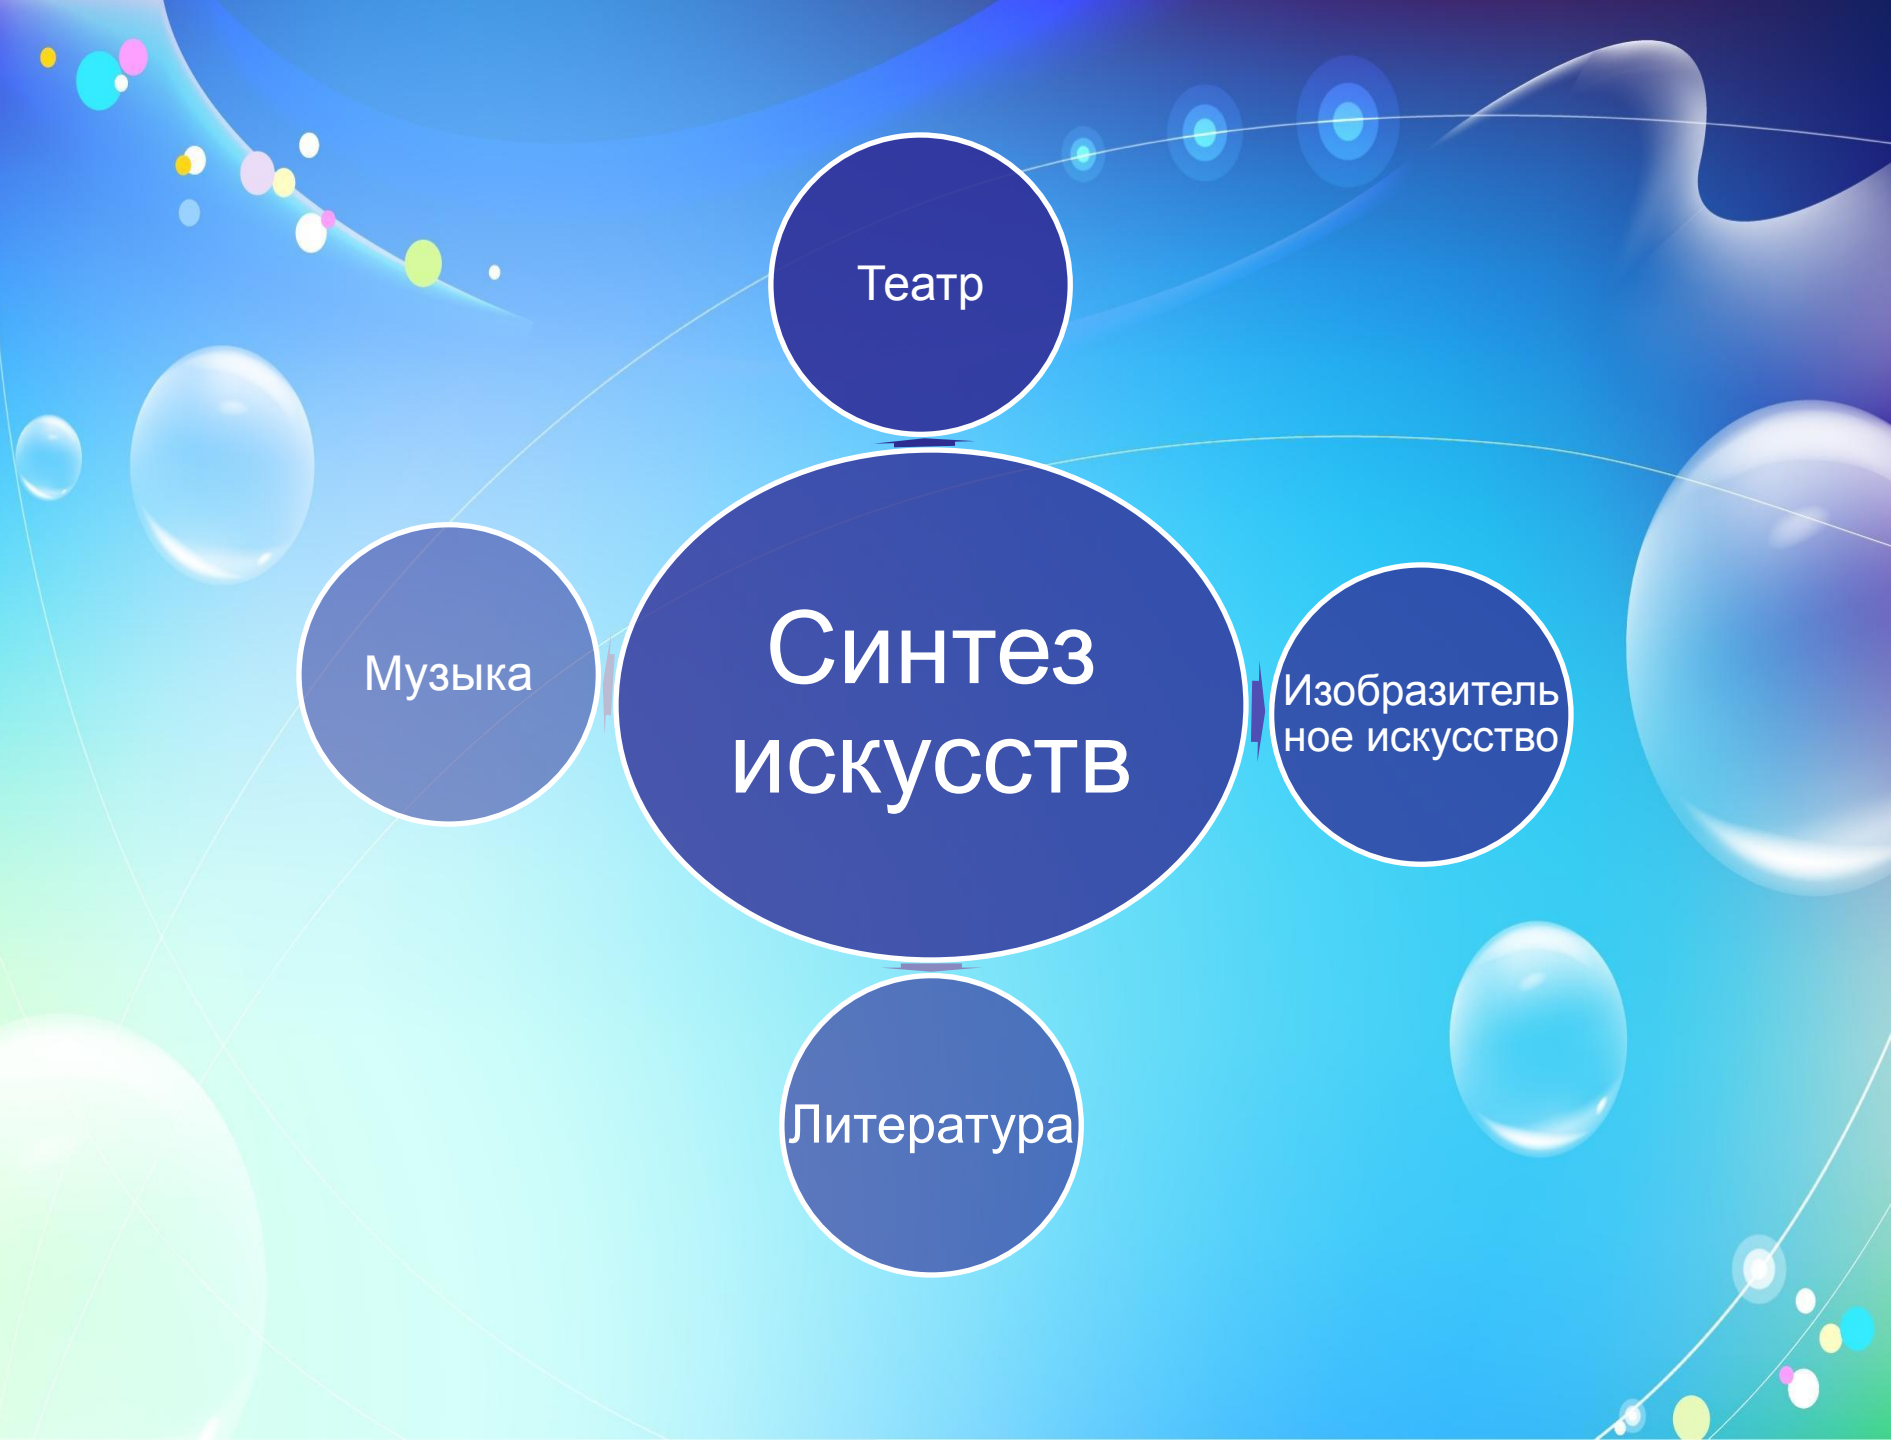 Театр
Музыка
Синтез
искусств
Изобразитель
ное искусство
Литература